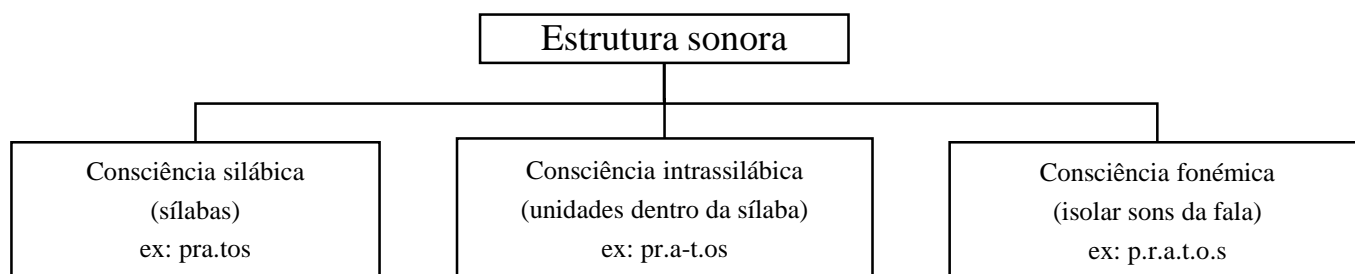 Estrutura sonora
Consciência silábica
(sílabas)
ex: pra.tos
Consciência intrassilábica
(unidades dentro da sílaba)
ex: pr.a-t.os
Consciência fonémica
(isolar sons da fala)
ex: p.r.a.t.o.s